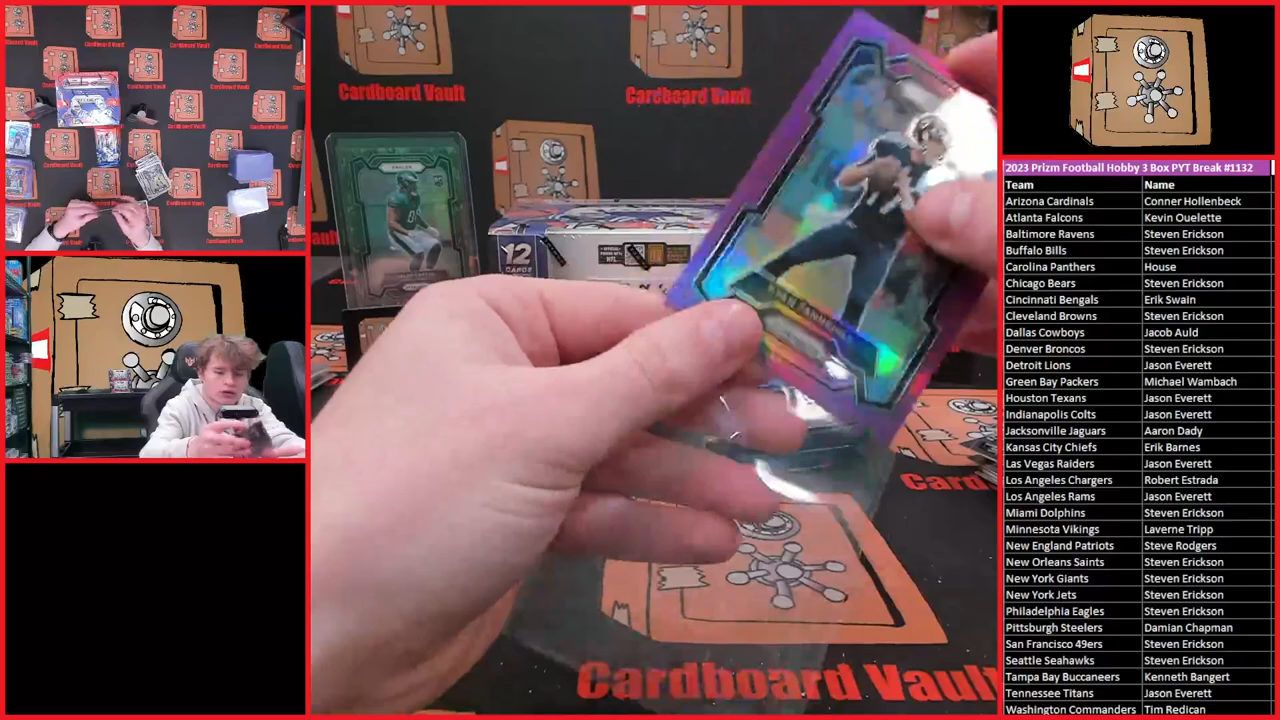 Cardboard Vault
Cardboard Vault
Cardboard Vault
12
CARDS
EAGLES
2023 Prizm Football Hobby 3 Box PYT Break #1132
Team Name
Arizona Cardinals Conner Hollenbeck
Atlanta Falcons Kevin Ouelette
Baltimore Ravens Steven Erickson
Buffalo Bills Steven Erickson
Carolina Panthers House
Chicago Bears Steven Erickson
Cincinnati Bengals Erik Swain
Cleveland Browns Steven Erickson
Dallas Cowboys Jacob Auld
Denver Broncos Steven Erickson
Detroit Lions Jason Everett
Green Bay Packers Michael Wambach
Houston Texans Jason Everett
Indianapolis Colts Jason Everett
Jacksonville Jaguars Aaron Dady
Kansas City Chiefs Erik Barnes
Las Vegas Raiders Jason Everett
Los Angeles Chargers Robert Estrada
Los Angeles Rams Jason Everett
Miami Dolphins Steven Erickson
Minnesota Vikings Laverne Tripp
New England Patriots Steve Rodgers
New Orleans Saints Steven Erickson
New York Giants Steven Erickson
New York Jets Steven Erickson
Philadelphia Eagles Steven Erickson
Pittsburgh Steelers Damian Chapman
San Francisco 49ers Steven Erickson
Seattle Seahawks Steven Erickson
Tampa Bay Buccaneers Kenneth Bangert
Tennessee Titans Jason Everett
Washington Commanders Tim Redican